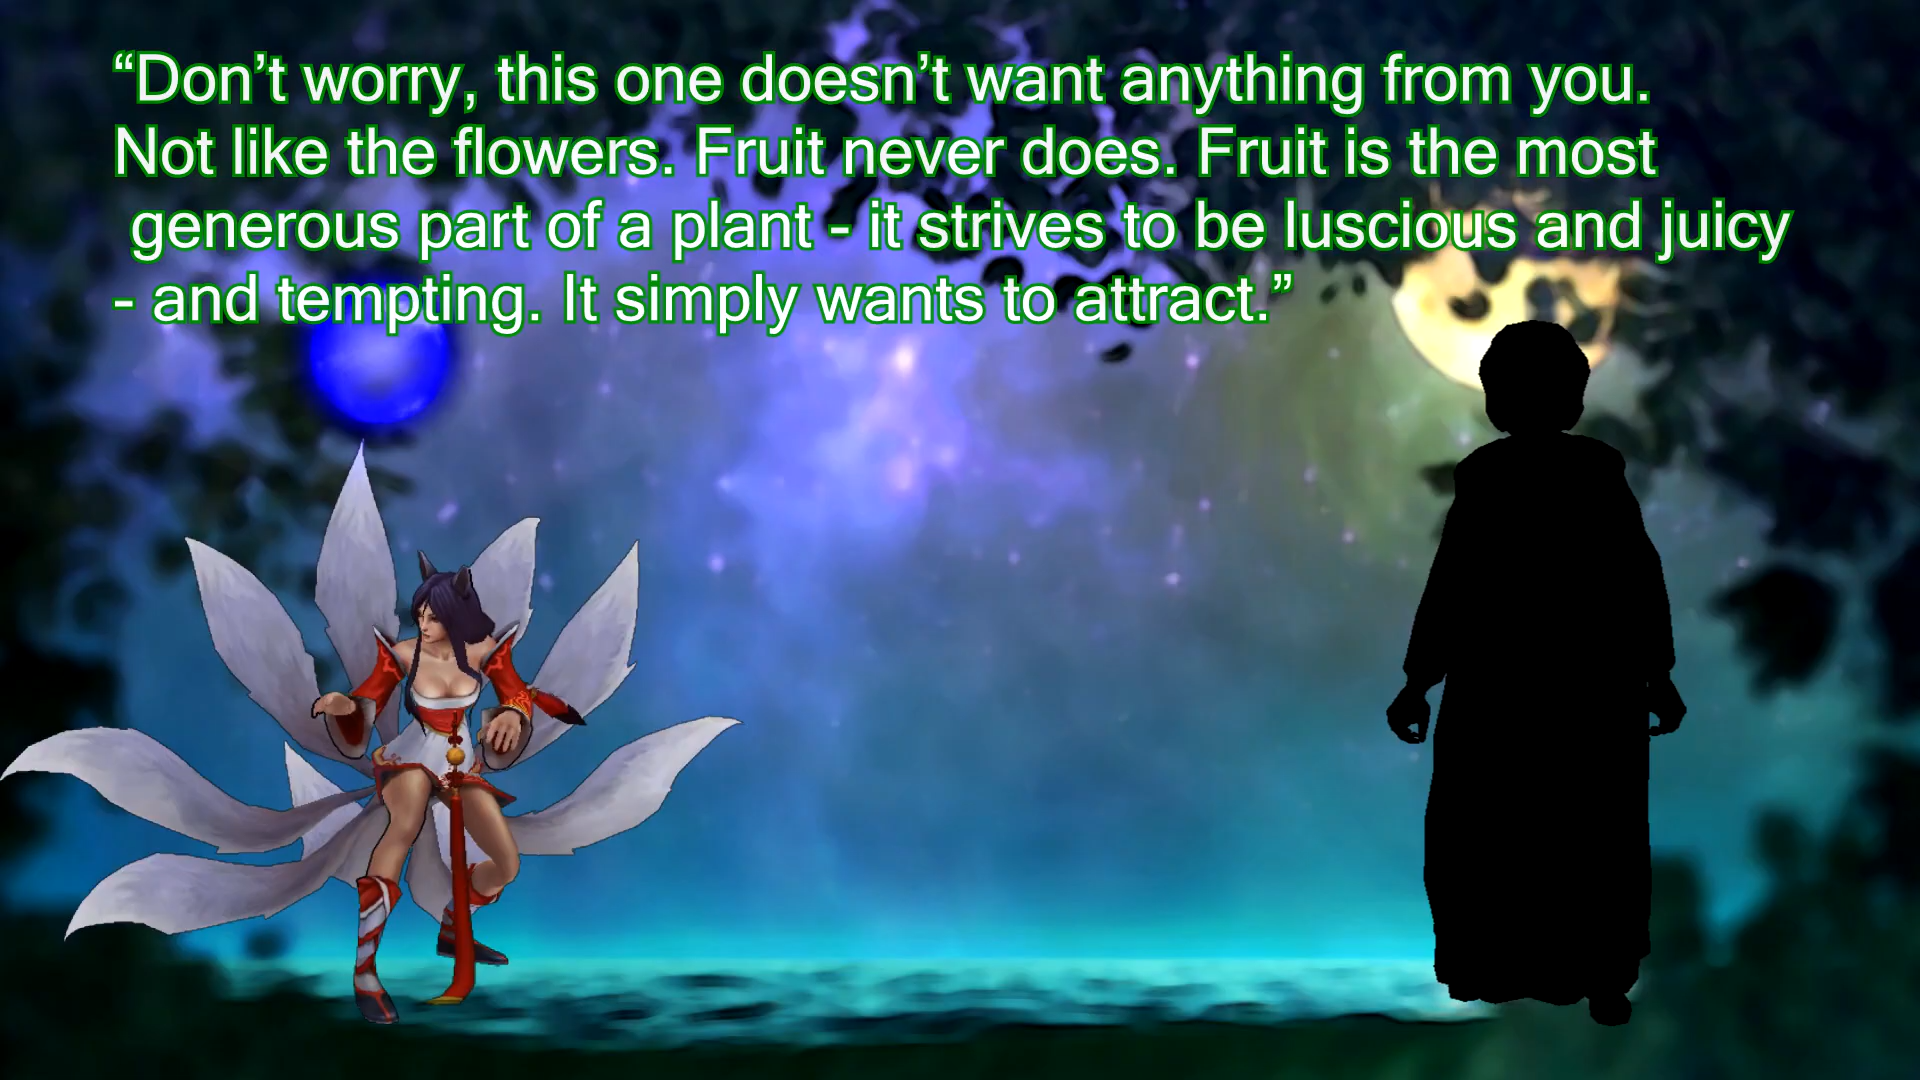 “Don’t worry, this one doesn’t want anything from you.
Not like the flowers. Fruit never does. Fruit is the most
generous part of a plant - it strives to be luscious and juicy
- and tempting. It simply wants to attract.”